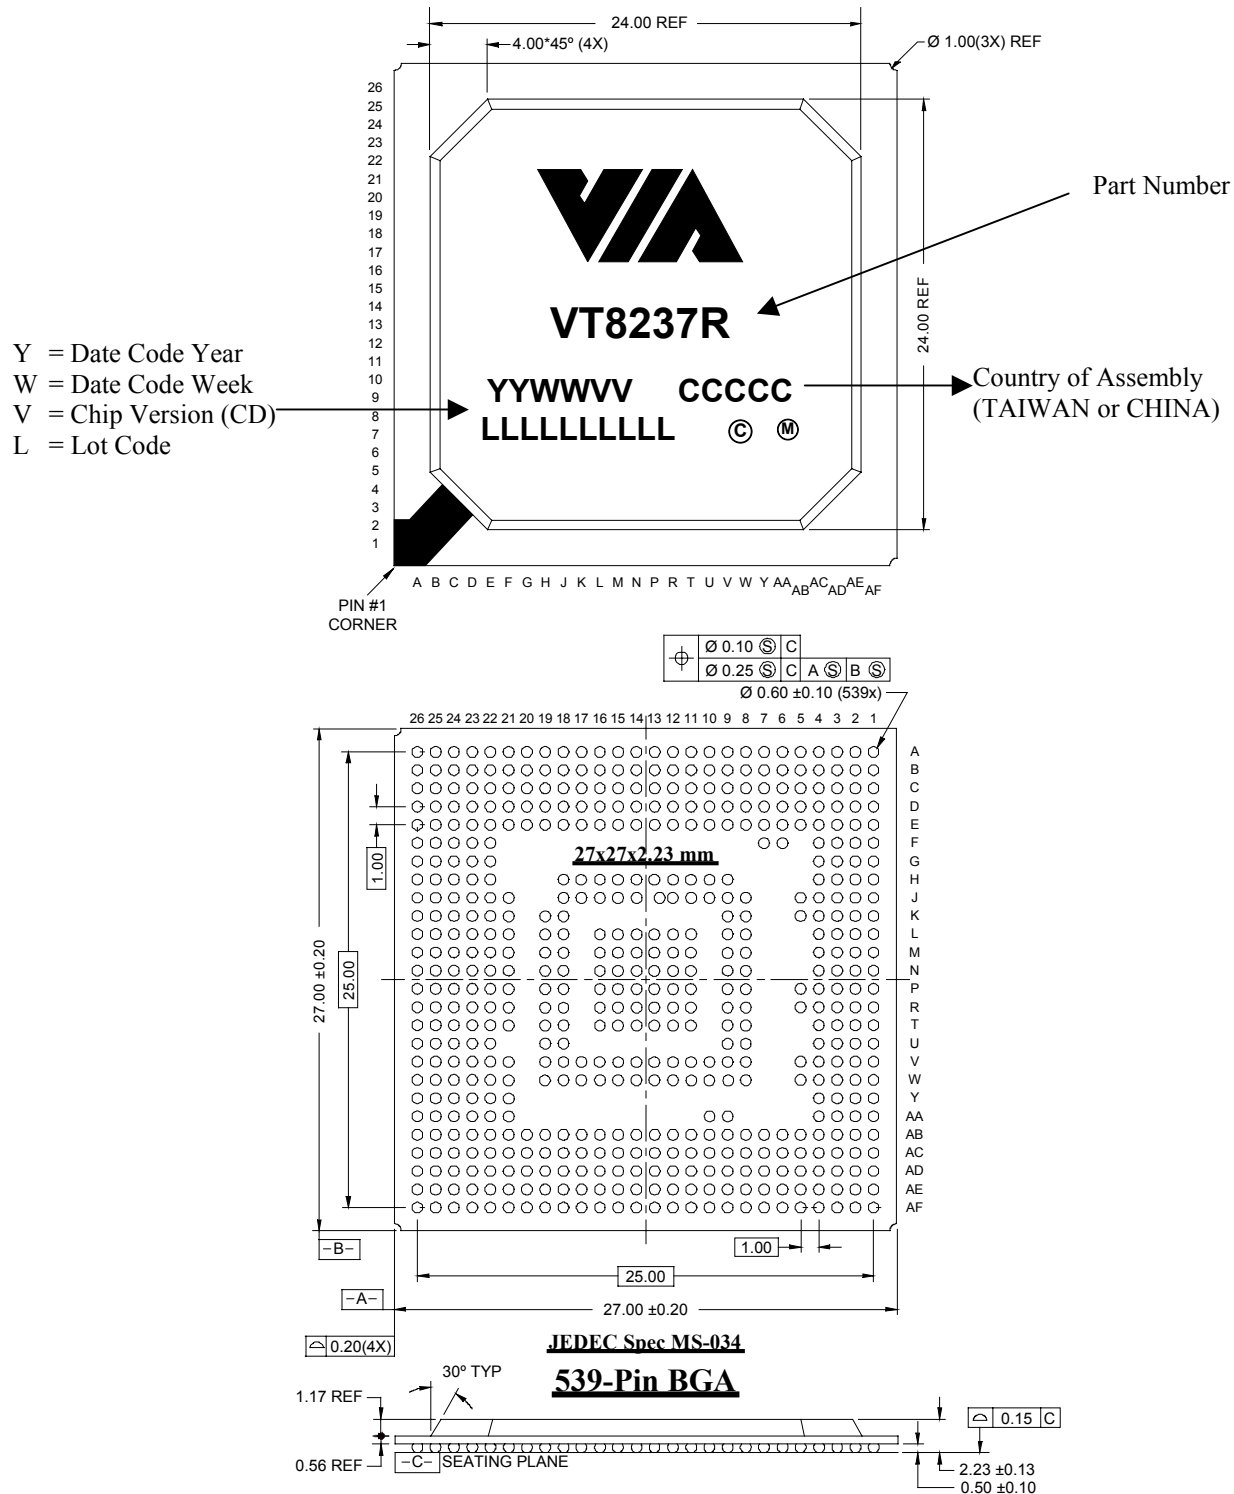 24.00 REF
4.00*45º (4X)
Ø 1.00(3X) REF
26
25
24
23
22
21
20
19
18
17
16
15
14
13
12
11
10
9
8
7
6
5
4
3
2
1
VIA
Part Number
VT8237R
24.00 REF
Y = Date Code Year
W = Date Code Week
V = Chip Version (CD)
L = Lot Code
YYWWVV CCCCC
LLLLLLLLLL C M
Country of Assembly
(TAIWAN or CHINA)
A B C D E F G H J K L M N P R T U V W Y AA AB AC AD AE AF
PIN #1
CORNER
Ø 0.10 Ⓢ C
Ø 0.25 Ⓢ C A Ⓢ B Ⓢ
Ø 0.60 ±0.10 (539x)
26 25 24 23 22 21 20 19 18 17 16 15 14 13 12 11 10 9 8 7 6 5 4 3 2 1
A
B
C
D
E
F
G
H
J
K
L
M
N
P
R
T
U
V
W
Y
AA
AB
AC
AD
AE
AF
27x27x2.23 mm
1.00
25.00
27.00 ±0.20
–B–
1.00
25.00
–A–
27.00 ±0.20
0.20(4X)
JEDEC Spec MS-034
539-Pin BGA
30º TYP
1.17 REF
0.15 C
0.56 REF
–C– SEATING PLANE
2.23 ±0.13
0.50 ±0.10